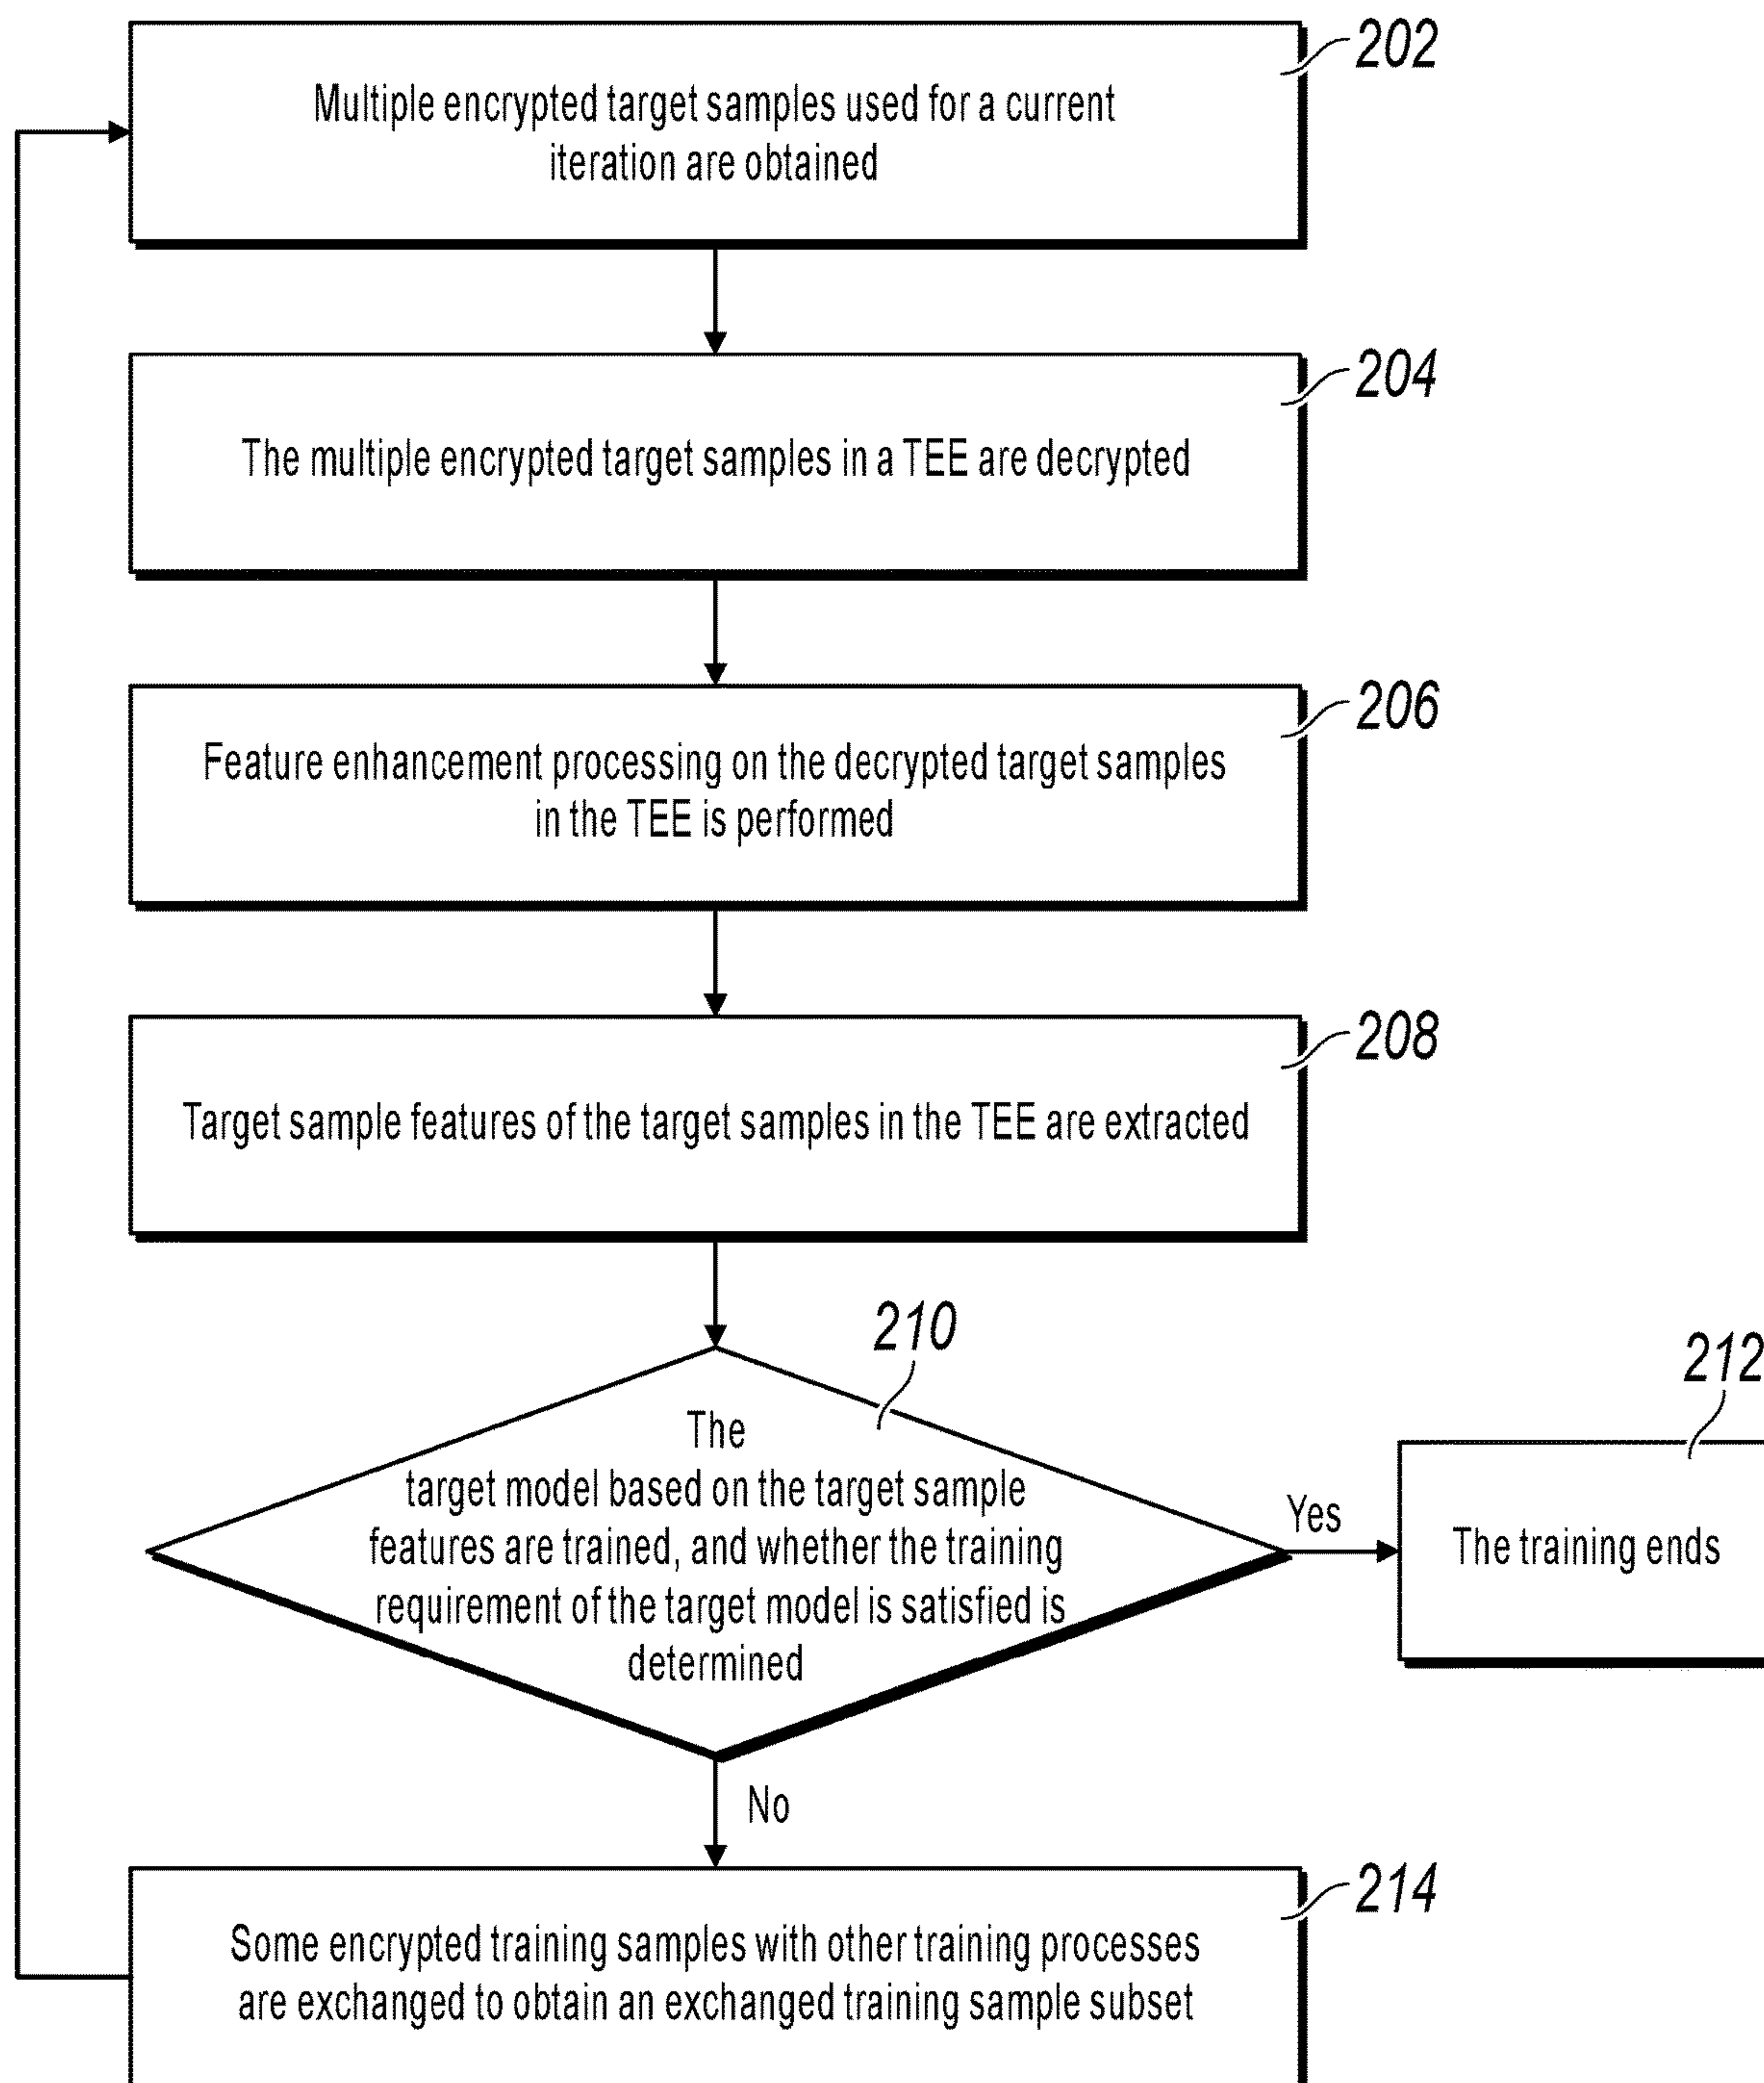 202
Multiple encrypted target samples used for a current
iteration are obtained
204
The multiple encrypted target samples in a TEE are decrypted
206
Feature enhancement processing on the decrypted target samples
in the TEE is performed
208
Target sample features of the target samples in the TEE are extracted
210
The
target model based on the target sample
features are trained, and whether the training
requirement of the target model is satisfied is
determined
Yes
212
The training ends
No
214
Some encrypted training samples with other training processes
are exchanged to obtain an exchanged training sample subset